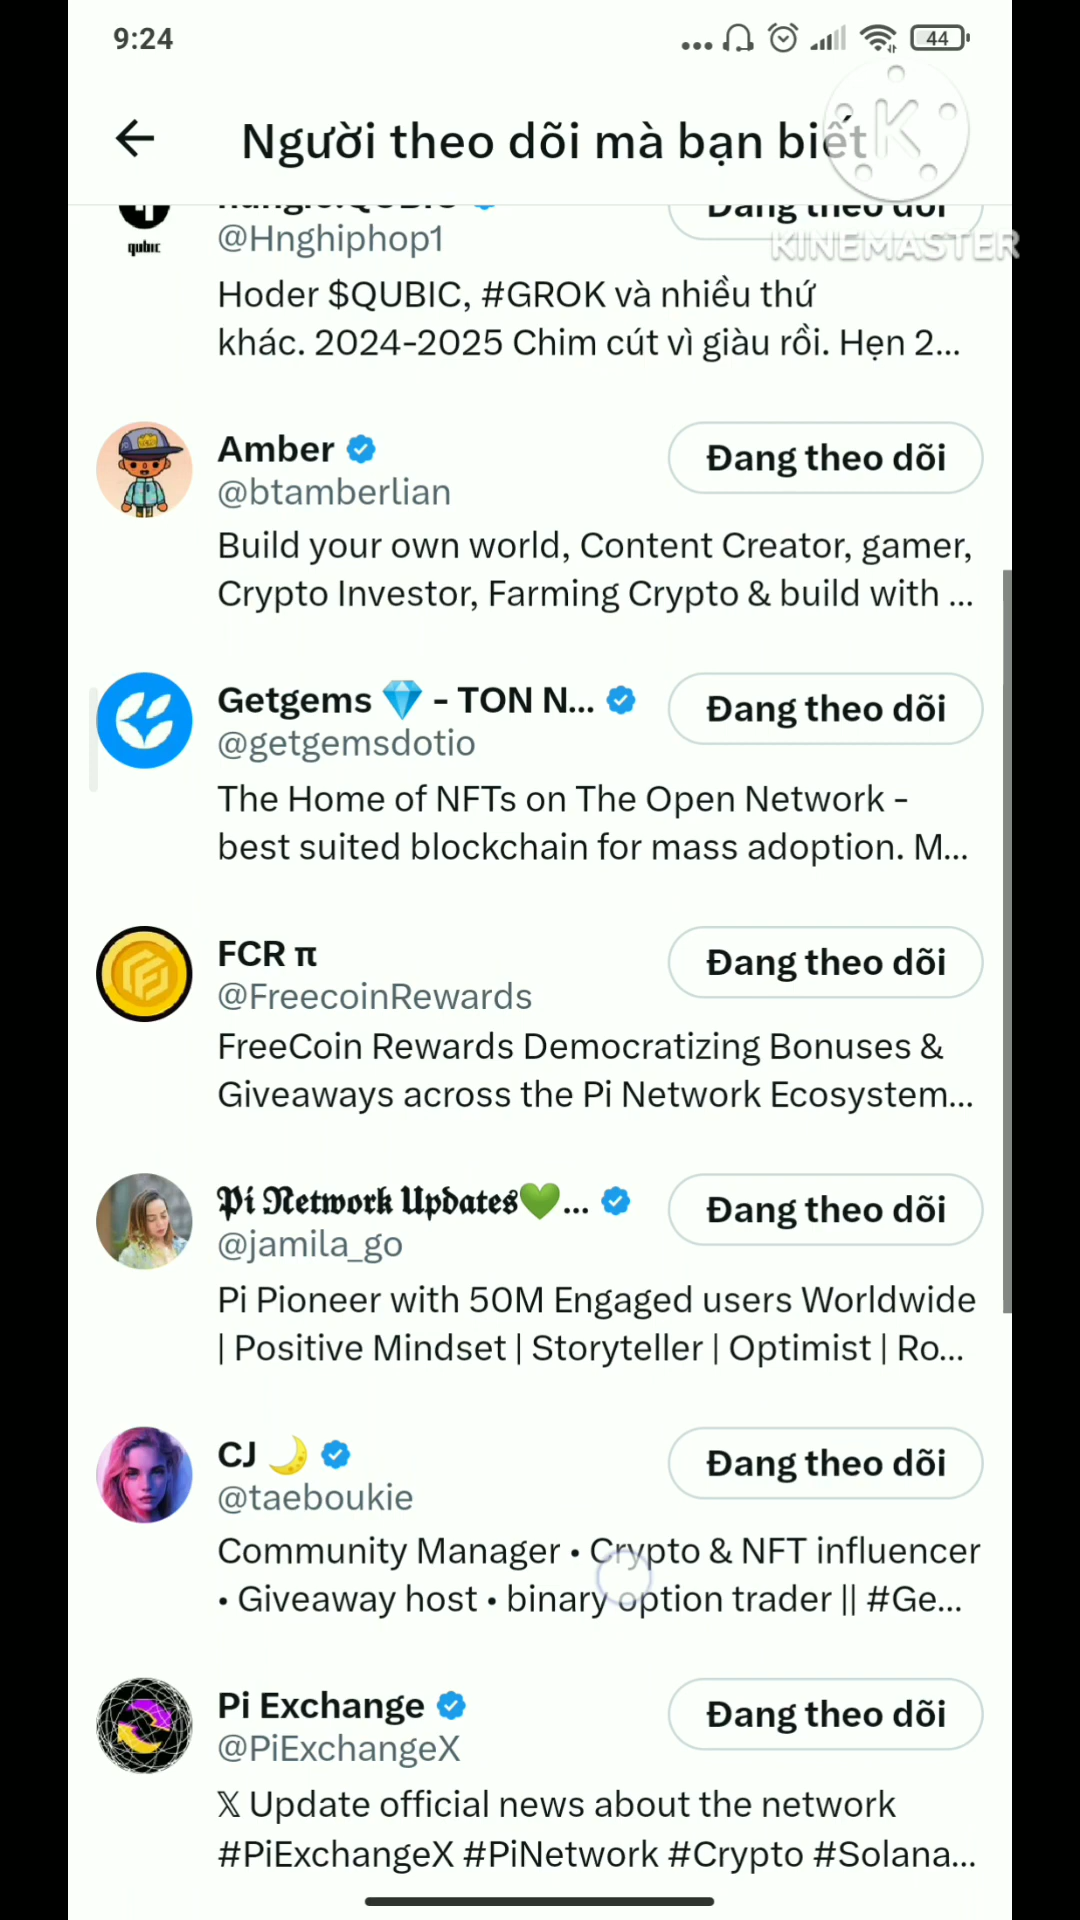 9:24
44
Người theo dõi mà bạn biết
KINEMASTER
qubic
Đang theo dõi
@Hnghiphop1
Hoder $QUBIC, #GROK và nhiều thứ
khác. 2024-2025 Chim cút vì giàu rồi. Hẹn 2...
Amber
Đang theo dõi
@btamberlian
Build your own world, Content Creator, gamer,
Crypto Investor, Farming Crypto & build with ...
Getgems 💎 - TON N...
Đang theo dõi
@getgemsdotio
The Home of NFTs on The Open Network -
best suited blockchain for mass adoption. M...
FCR π
Đang theo dõi
@FreecoinRewards
FreeCoin Rewards Democratizing Bonuses &
Giveaways across the Pi Network Ecosystem...
𝕻𝖎 𝕹𝖊𝖙𝖜𝖔𝖗𝖐 𝖀𝖕𝖉𝖆𝖙𝖊𝖘💚...
Đang theo dõi
@jamila_go
Pi Pioneer with 50M Engaged users Worldwide
| Positive Mindset | Storyteller | Optimist | Ro...
CJ 🌙
Đang theo dõi
@taeboukie
Community Manager • Crypto & NFT influencer
• Giveaway host • binary option trader || #Ge...
Pi Exchange
Đang theo dõi
@PiExchangeX
𝕏 Update official news about the network
#PiExchangeX #PiNetwork #Crypto #Solana...